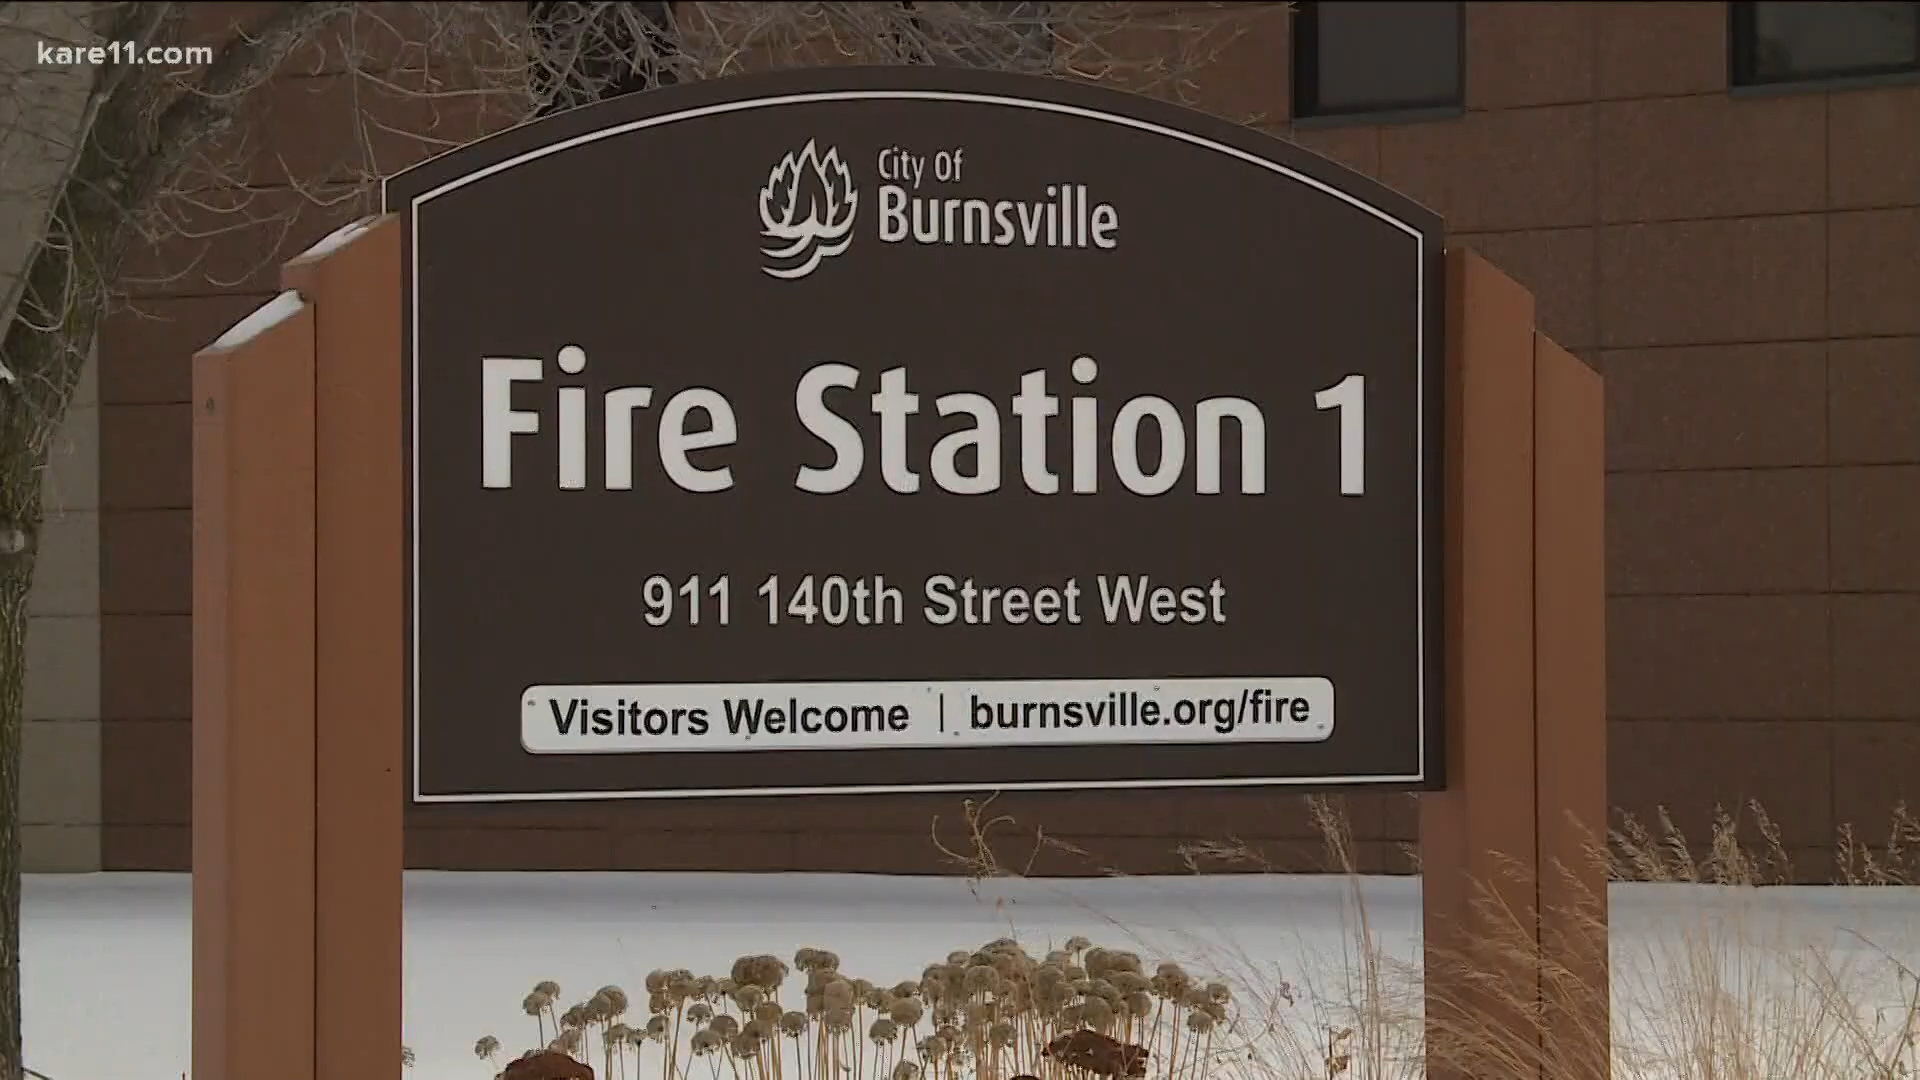 kare11.com
City Of
Burnsville
Fire Station 1
911 140th Street West
Visitors Welcome | burnsville.org/fire